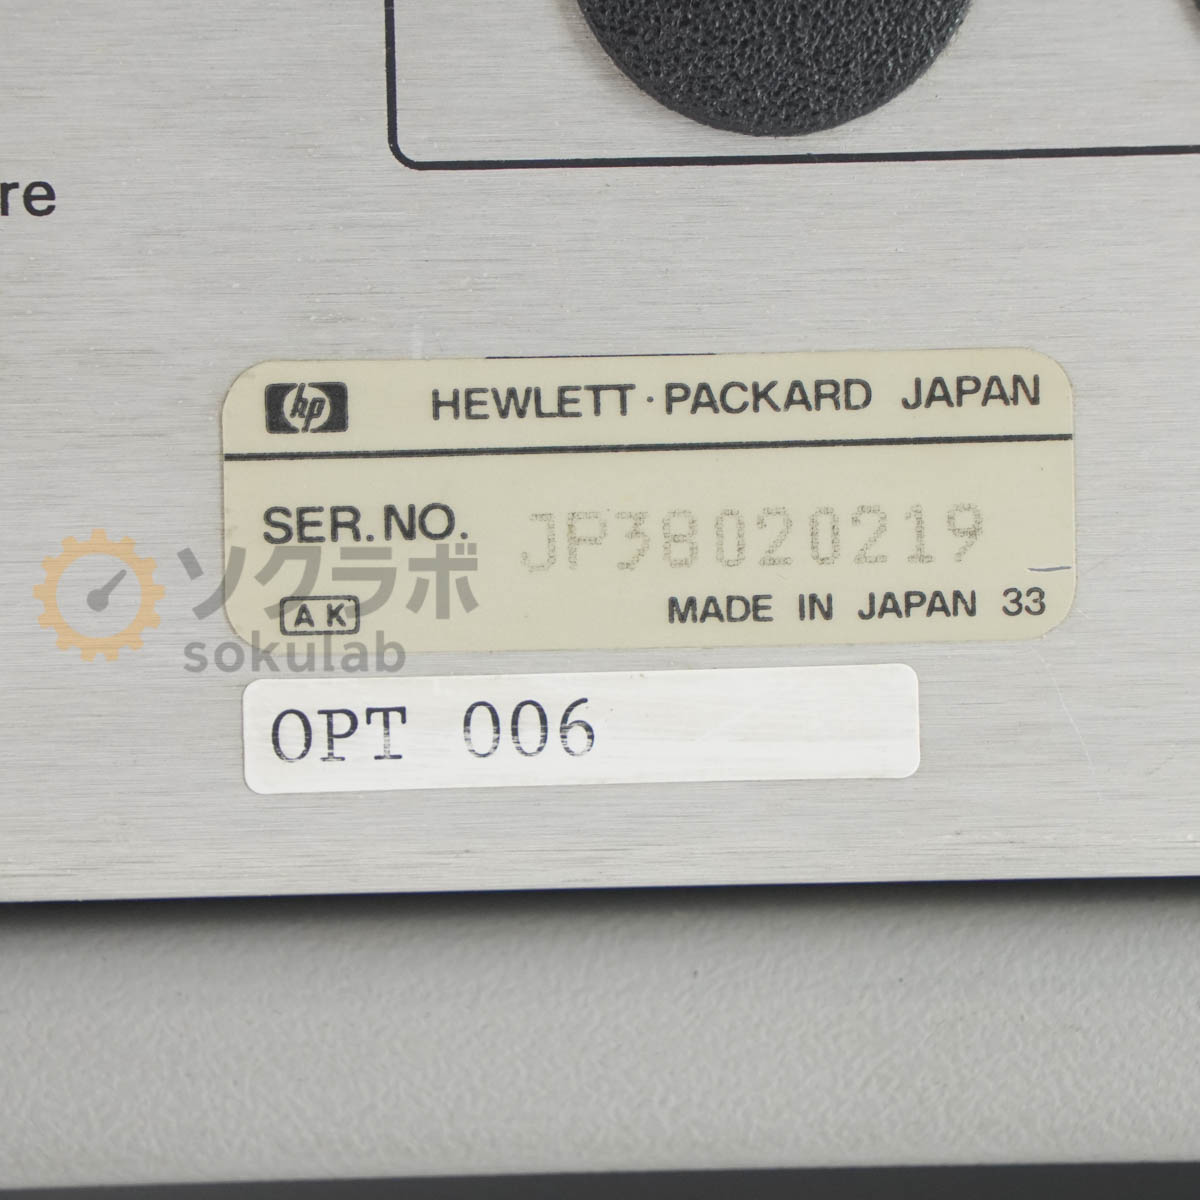 re
hp
HEWLETT·PACKARD JAPAN
SER.NO. JP38020219
AK
MADE IN JAPAN 33
ソクラボ
sokulab
OPT 006